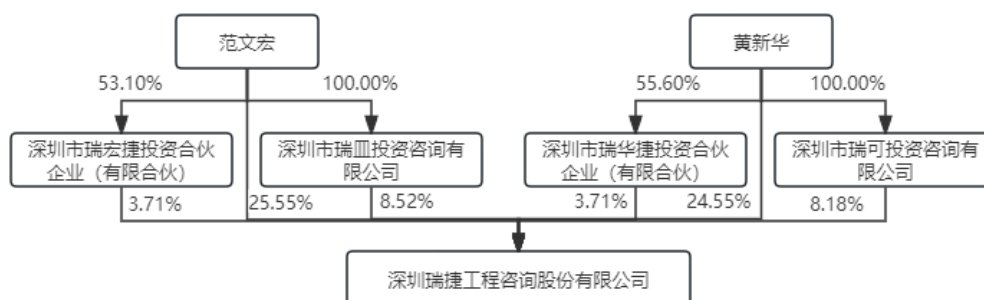 范文宏
黄新华
53.10%
100.00%
55.60%
100.00%
深圳市瑞宏捷投资合伙
企业（有限合伙）
深圳市瑞皿投资咨询有
限公司
深圳市瑞华捷投资合伙
企业（有限合伙）
深圳市瑞可投资咨询有
限公司
3.71%
25.55%
8.52%
3.71%
24.55%
8.18%
深圳瑞捷工程咨询股份有限公司